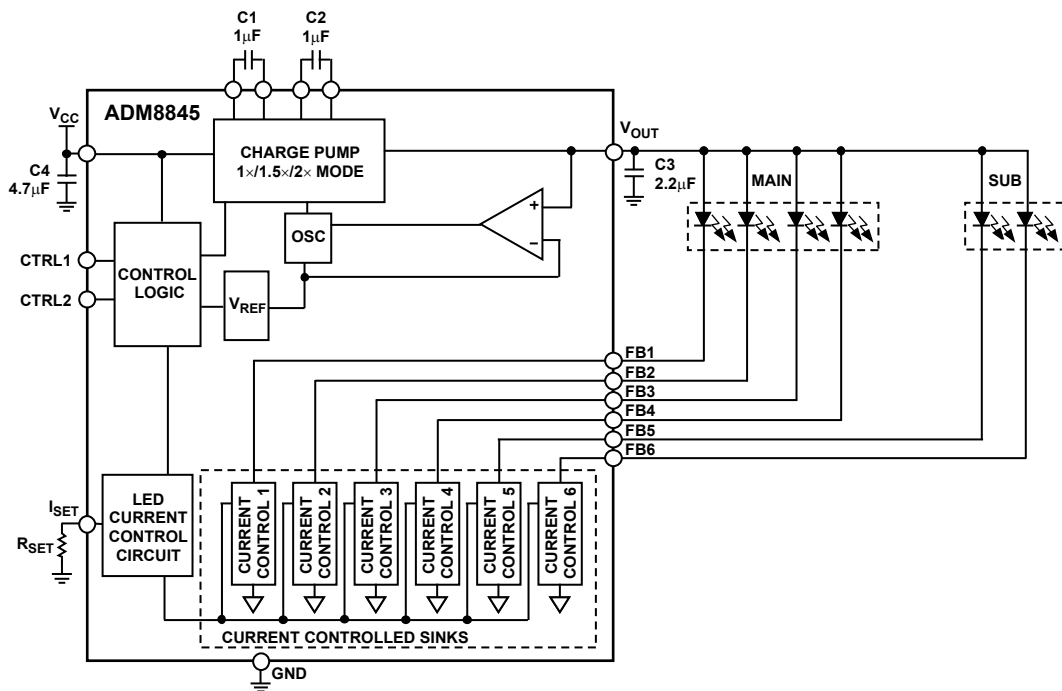 C1
1μF
C2
1μF
ADM8845
VCC
C4
4.7μF
CHARGE PUMP
1×/1.5×/2× MODE
VOUT
C3
2.2μF
MAIN
SUB
OSC
+
–
CTRL1
CTRL2
CONTROL
LOGIC
VREF
FB1
FB2
FB3
FB4
FB5
FB6
ISET
RSET
LED
CURRENT
CONTROL
CIRCUIT
CURRENT
CONTROL 1
CURRENT
CONTROL 2
CURRENT
CONTROL 3
CURRENT
CONTROL 4
CURRENT
CONTROL 5
CURRENT
CONTROL 6
CURRENT CONTROLLED SINKS
GND